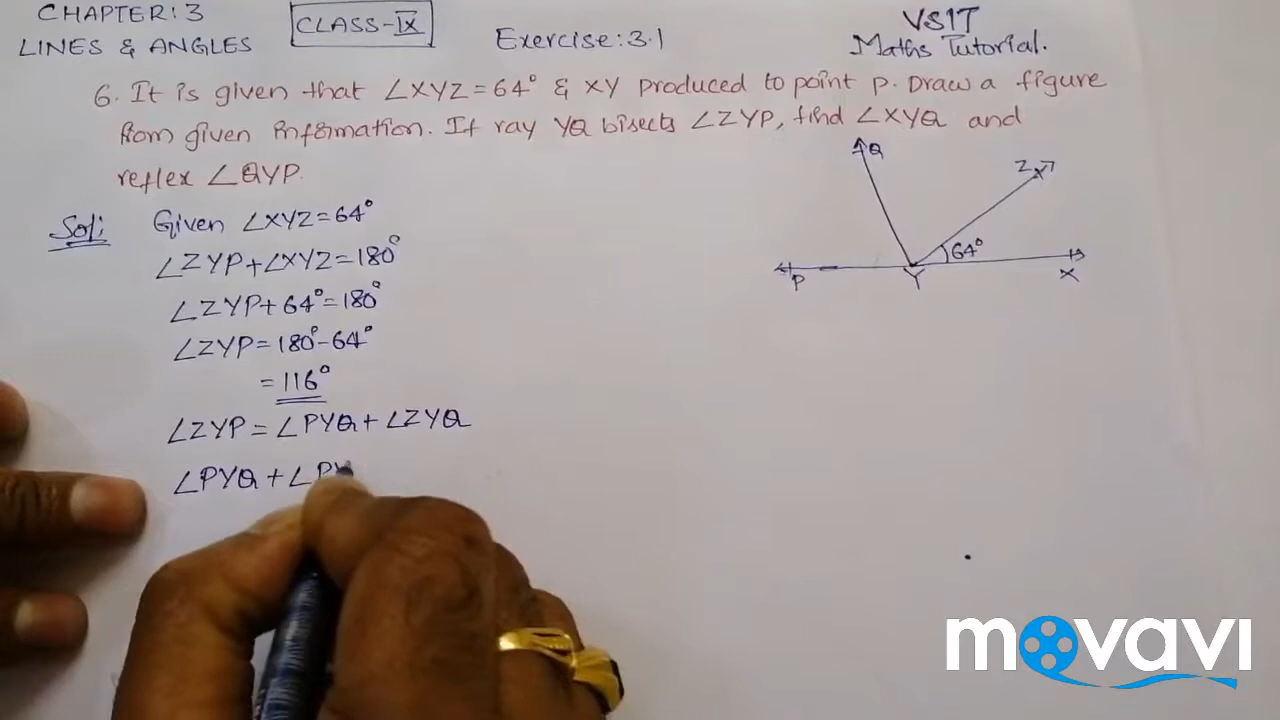 CHAPTER: 3
LINES & ANGLES
CLASS-IX
Exercise: 3.1
VSIT
Maths Tutorial.
6. It is given that ∠XYZ = 64° & XY produced to point P. Draw a figure
from given information. If ray YQ bisects ∠ZYP, find ∠XYQ and
reflex ∠QYP.
Sol:
Given ∠XYZ = 64°
∠ZYP + ∠XYZ = 180°
∠ZYP + 64° = 180°
∠ZYP = 180° - 64°
= 116°
∠ZYP = ∠PYQ + ∠ZYQ
∠PYQ + ∠PY
Q
Z
64°
P
Y
X
movavi